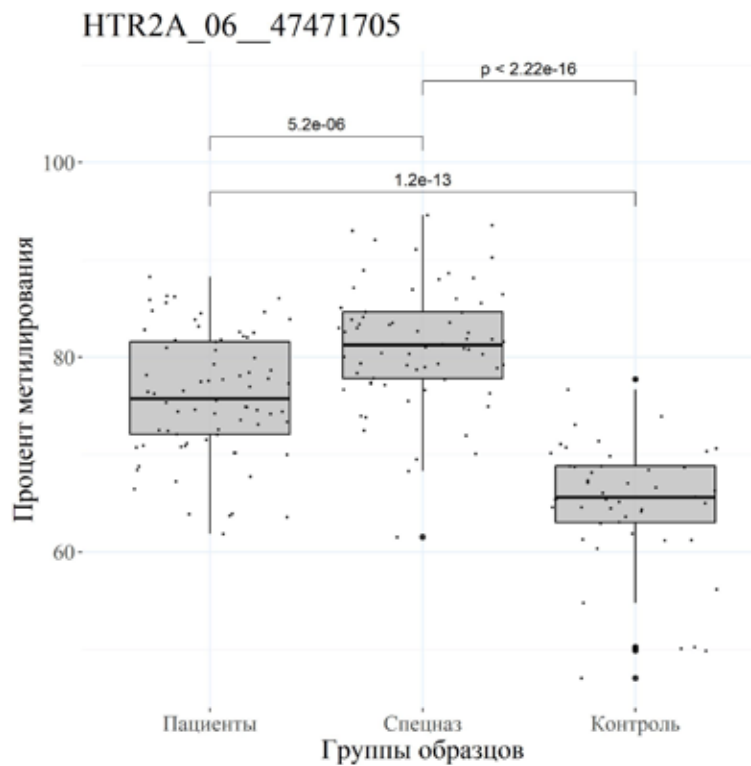 HTR2A_06__47471705
p < 2.22e-16
5.2e-06
100
1.2e-13
80
60
Процент метилирования
Пациенты Спецназ Контроль
Группы образцов